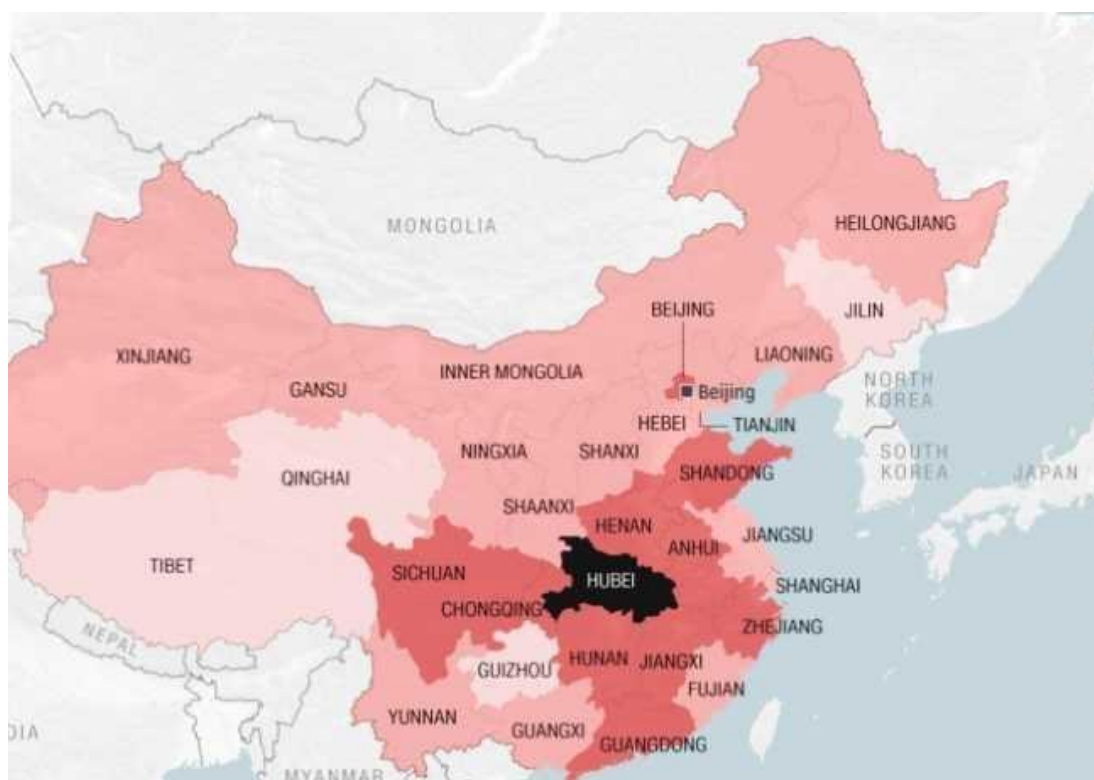 MONGOLIA
HEILONGJIANG
BEIJING
JILIN
XINJIANG
INNER MONGOLIA
LIAONING
GANSU
Beijing
NORTH
KOREA
HEBEI
TIANJIN
NINGXIA
SHANXI
SOUTH
KOREA
QINGHAI
SHANDONG
JAPAN
SHAANXI
HENAN
JIANGSU
ANHUI
TIBET
SICHUAN
HUBEI
SHANGHAI
CHONGQING
ZHEJIANG
NEPAL
GUIZHOU
HUNAN
JIANGXI
FUJIAN
YUNNAN
GUANGXI
DIA
GUANGDONG
MYANMAR